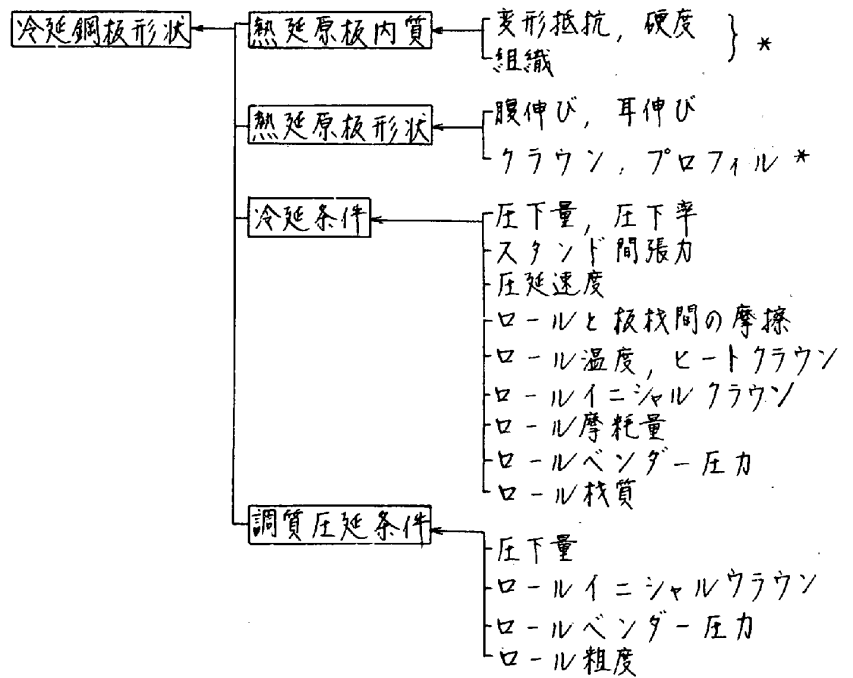 冷延鋼板形状
熱延原板内質
変形抵抗, 硬度
組織
} *
熱延原板形状
腹伸び, 耳伸び
クラウン, プロフィル *
冷延条件
圧下量, 圧下率
スタンド間張力
圧延速度
ロールと板材間の摩擦
ロール温度, ヒートクラウン
ロールイニシャルクラウン
ロール摩耗量
ロールベンダー圧力
ロール材質
調質圧延条件
圧下量
ロールイニシャルクラウン
ロールベンダー圧力
ロール粗度